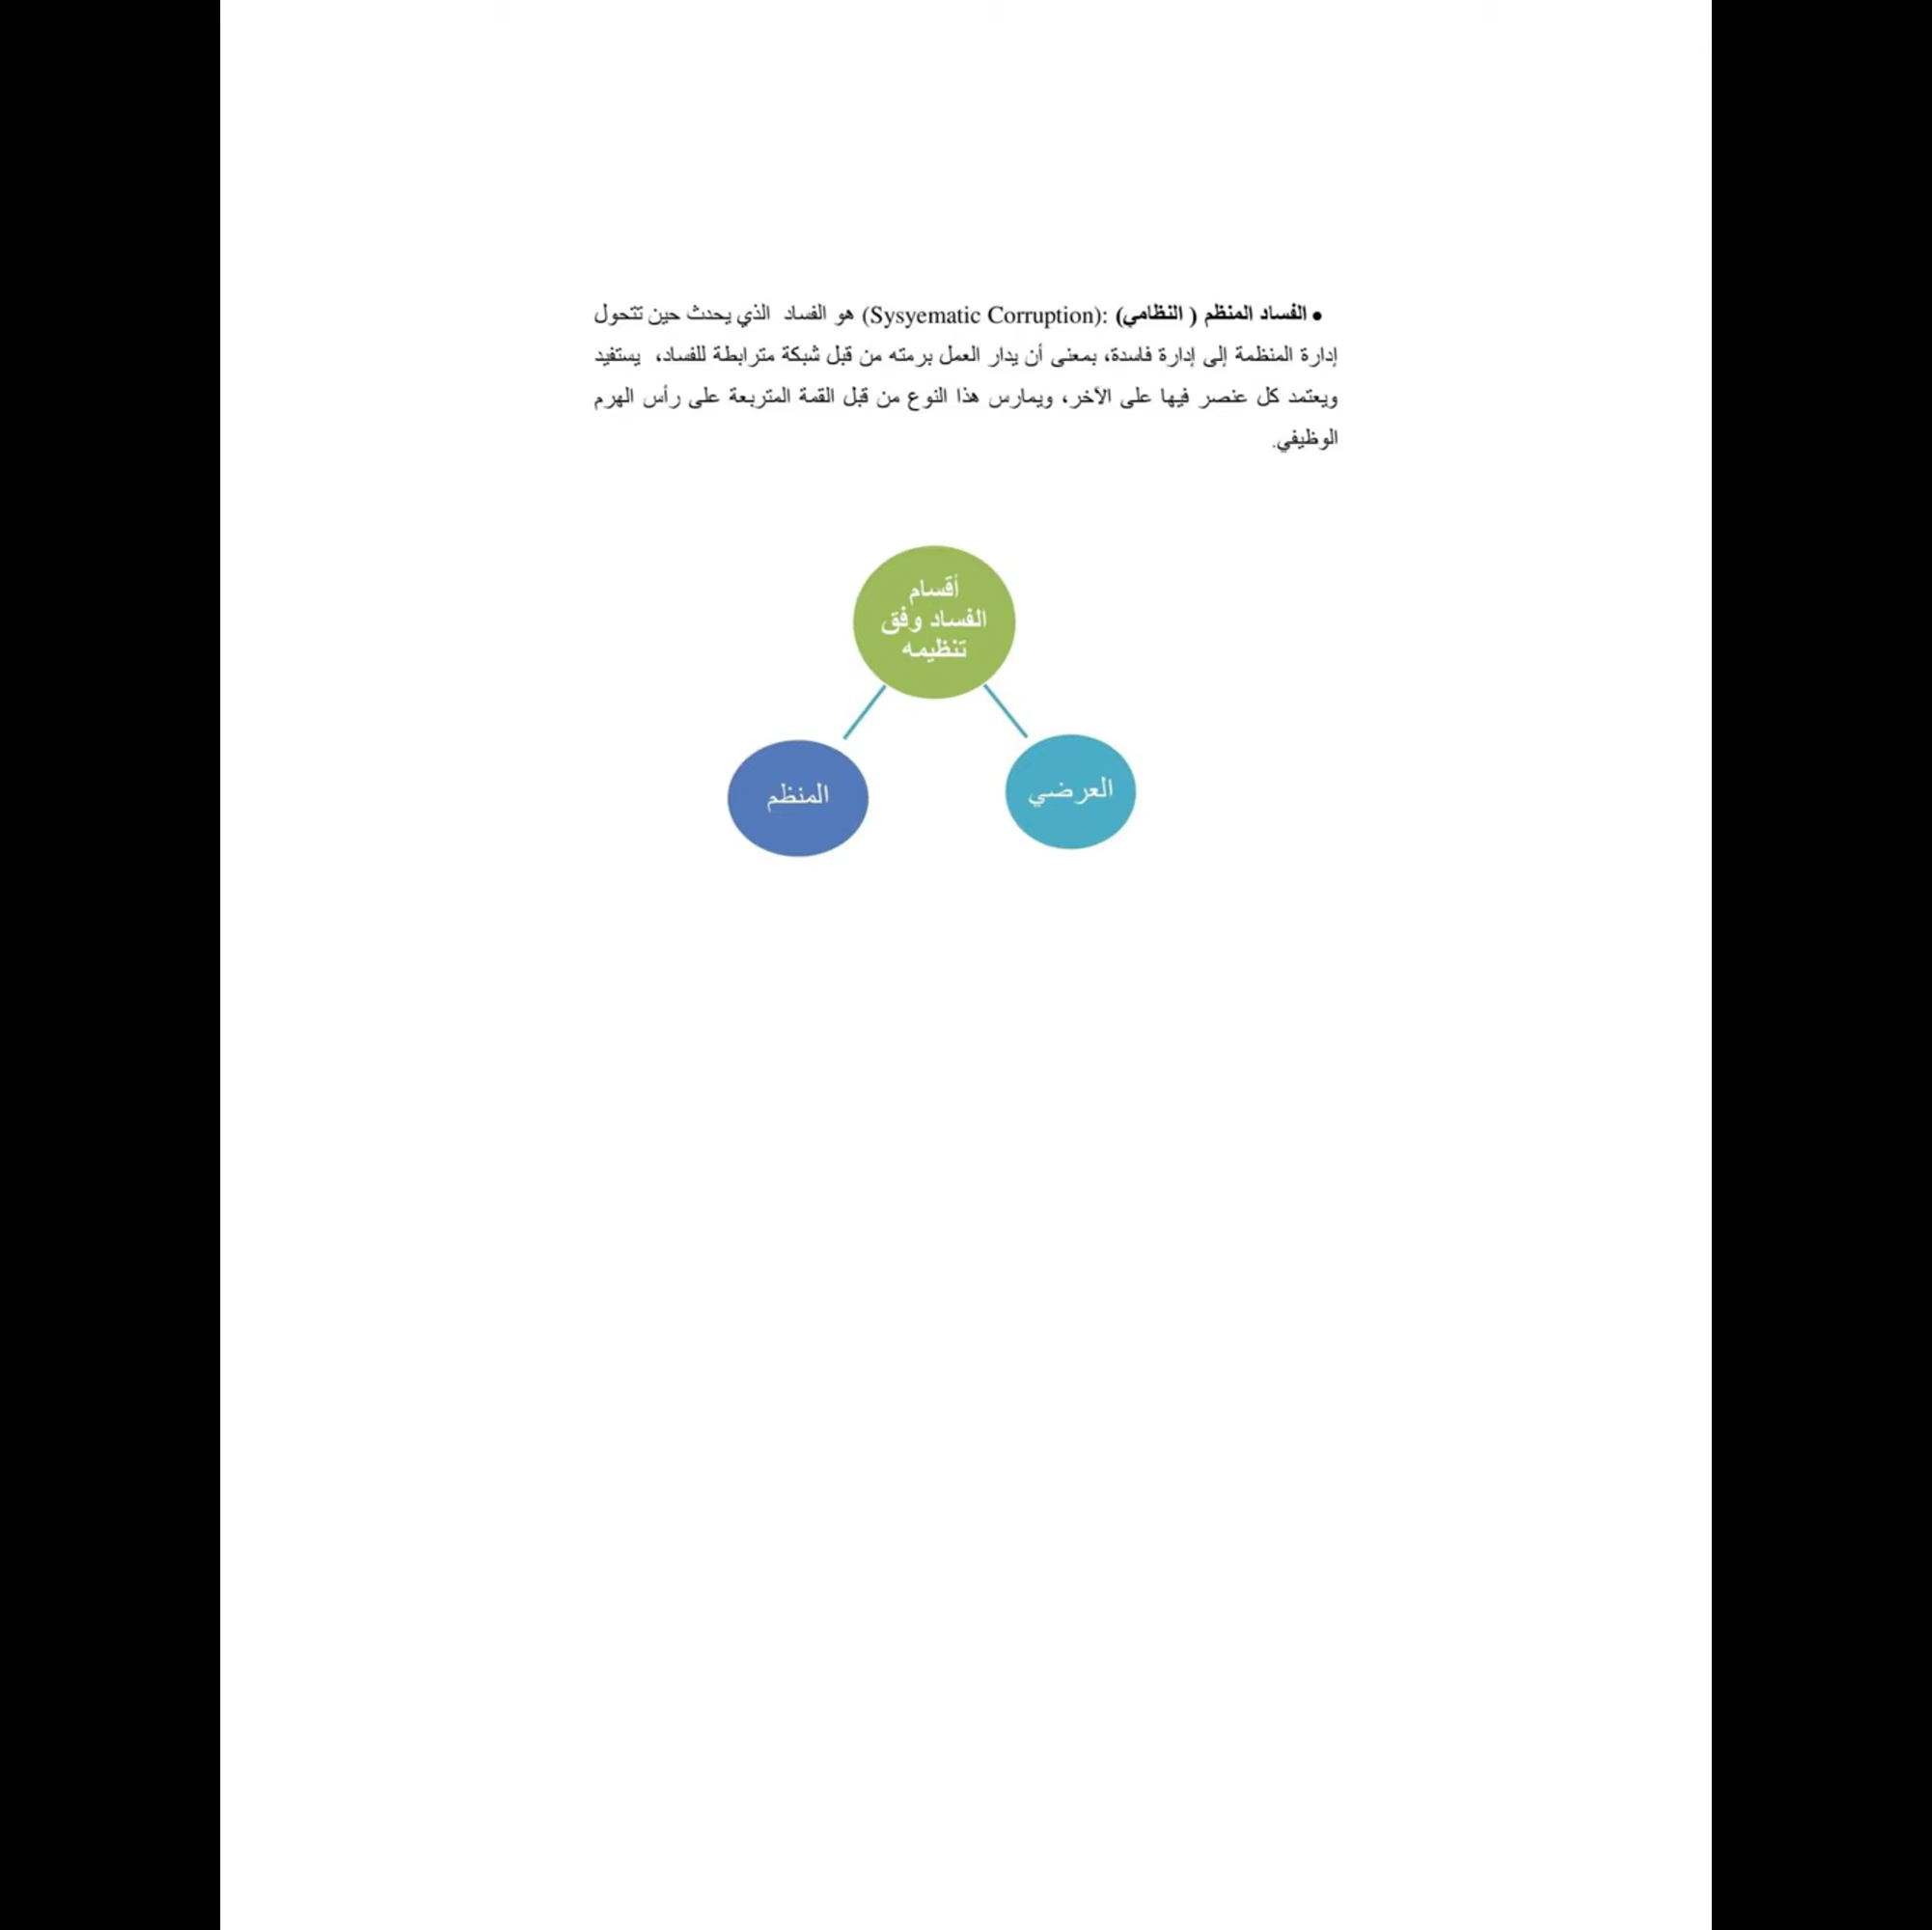 • الفساد المنظم ( النظامي) :(Sysyematic Corruption) هو الفساد الذي يحدث حين تتحول
إدارة المنظمة إلى إدارة فاسدة، بمعنى أن يدار العمل برمته من قبل شبكة مترابطة للفساد، يستفيد
ويعتمد كل عنصر فيها على الآخر، ويمارس هذا النوع من قبل القمة المتربعة على رأس الهرم
الوظيفي.
أقسام
الفساد وفق
تنظيمه
العرضي
المنظم